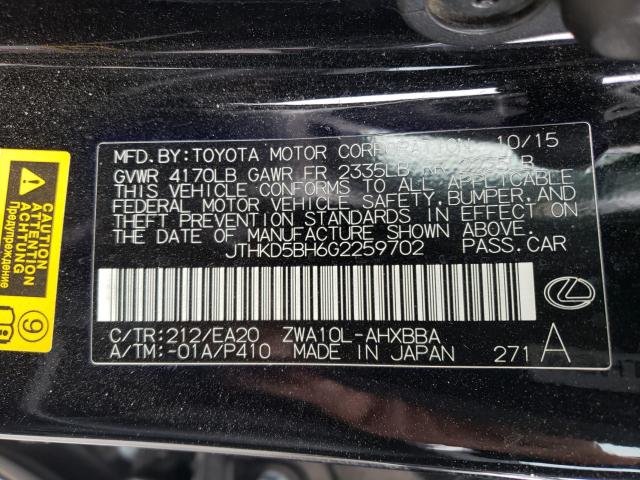 MFD.BY:TOYOTA MOTOR CORPORATION 10/15
GVWR 4170LB GAWR FR 2335LB
THIS VEHICLE CONFORMS TO ALL APPLICABLE
FEDERAL MOTOR VEHICLE SAFETY,BUMPER,AND
THEFT PREVENTION STANDARDS IN EFFECT ON
THE DATE OF MANUFACTURE SHOWN ABOVE.
JTHKD5BH6G2259702 PASS.CAR
C/TR:212/EA20 ZWA10L-AHXBBA
A/TM:-01A/P410 MADE IN JAPAN 271 A
CAUTION
ATTENTION
Предупреждение
9